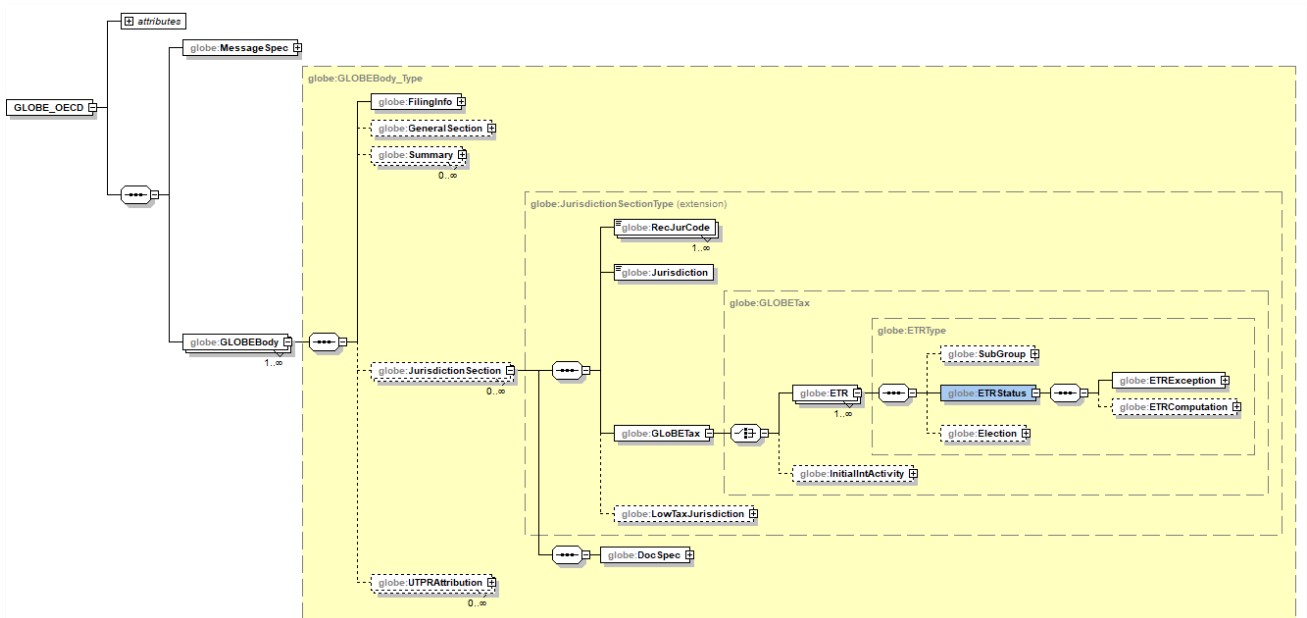 attributes
globe:MessageSpec
globe:GLOBEBody_Type
GLOBE_OECD
globe:FilingInfo
globe:GeneralSection
globe:Summary
0..∞
globe:JurisdictionSectionType (extension)
globe:RecJurCode
1..∞
globe:Jurisdiction
globe:GLOBETax
globe:ETRType
globe:GLOBEBody
1..∞
globe:SubGroup
globe:JurisdictionSection
0..∞
globe:ETRException
globe:ETR
1..∞
globe:ETRStatus
globe:ETRComputation
globe:GLoBETax
globe:Election
globe:InitialIntActivity
globe:LowTaxJurisdiction
globe:DocSpec
globe:UTPRAttribution
0..∞